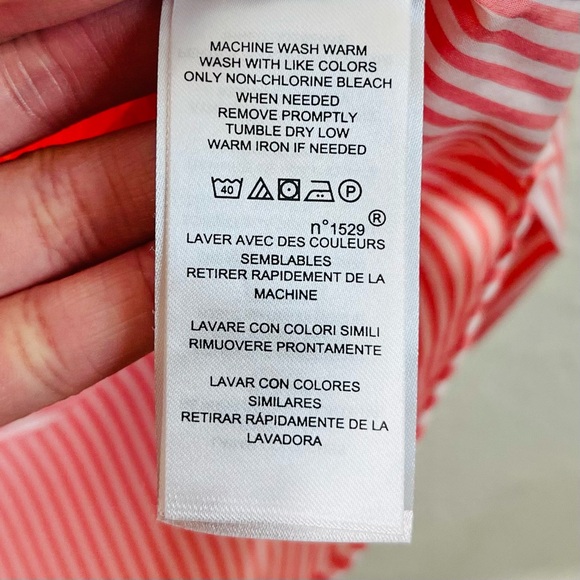 MACHINE WASH WARM
WASH WITH LIKE COLORS
ONLY NON-CHLORINE BLEACH
WHEN NEEDED
REMOVE PROMPTLY
TUMBLE DRY LOW
WARM IRON IF NEEDED
40 P
n°1529 ®
LAVER AVEC DES COULEURS
SEMBLABLES
RETIRER RAPIDEMENT DE LA
MACHINE
LAVARE CON COLORI SIMILI
RIMUOVERE PRONTAMENTE
LAVAR CON COLORES
SIMILARES
RETIRAR RÁPIDAMENTE DE LA
LAVADORA